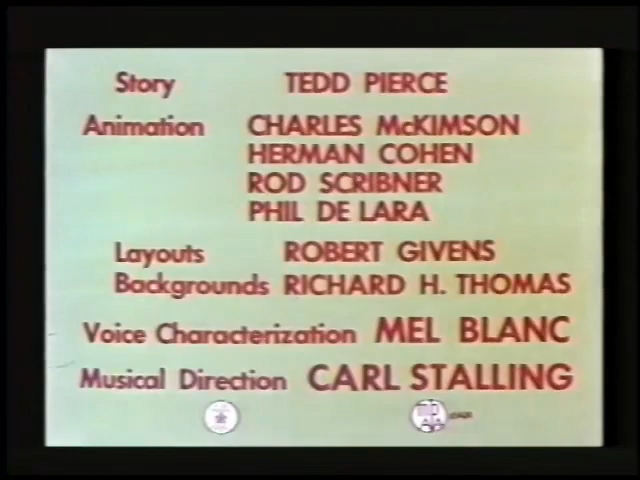 Story TEDD PIERCE
Animation CHARLES McKIMSON
HERMAN COHEN
ROD SCRIBNER
PHIL DE LARA
Layouts ROBERT GIVENS
Backgrounds RICHARD H. THOMAS
Voice Characterization MEL BLANC
Musical Direction CARL STALLING